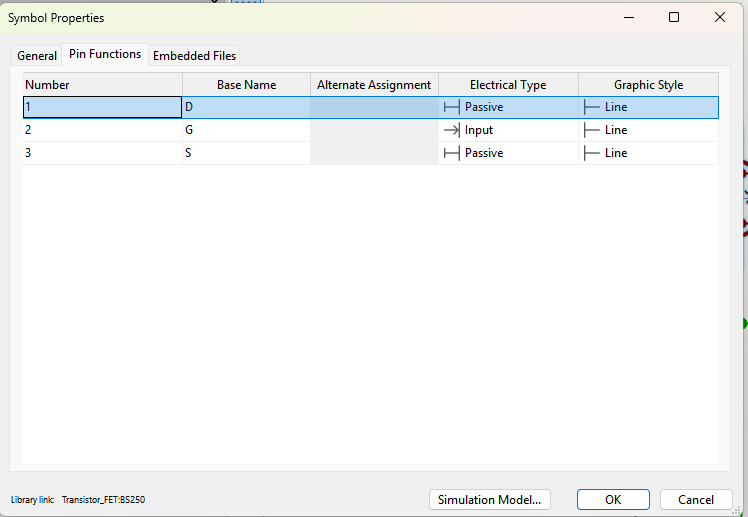 Symbol Properties
General Pin Functions Embedded Files
Number Base Name Alternate Assignment Electrical Type Graphic Style
1 D Passive Line
2 G Input Line
3 S Passive Line
Library link: Transistor_FET:BS250 Simulation Model... OK Cancel